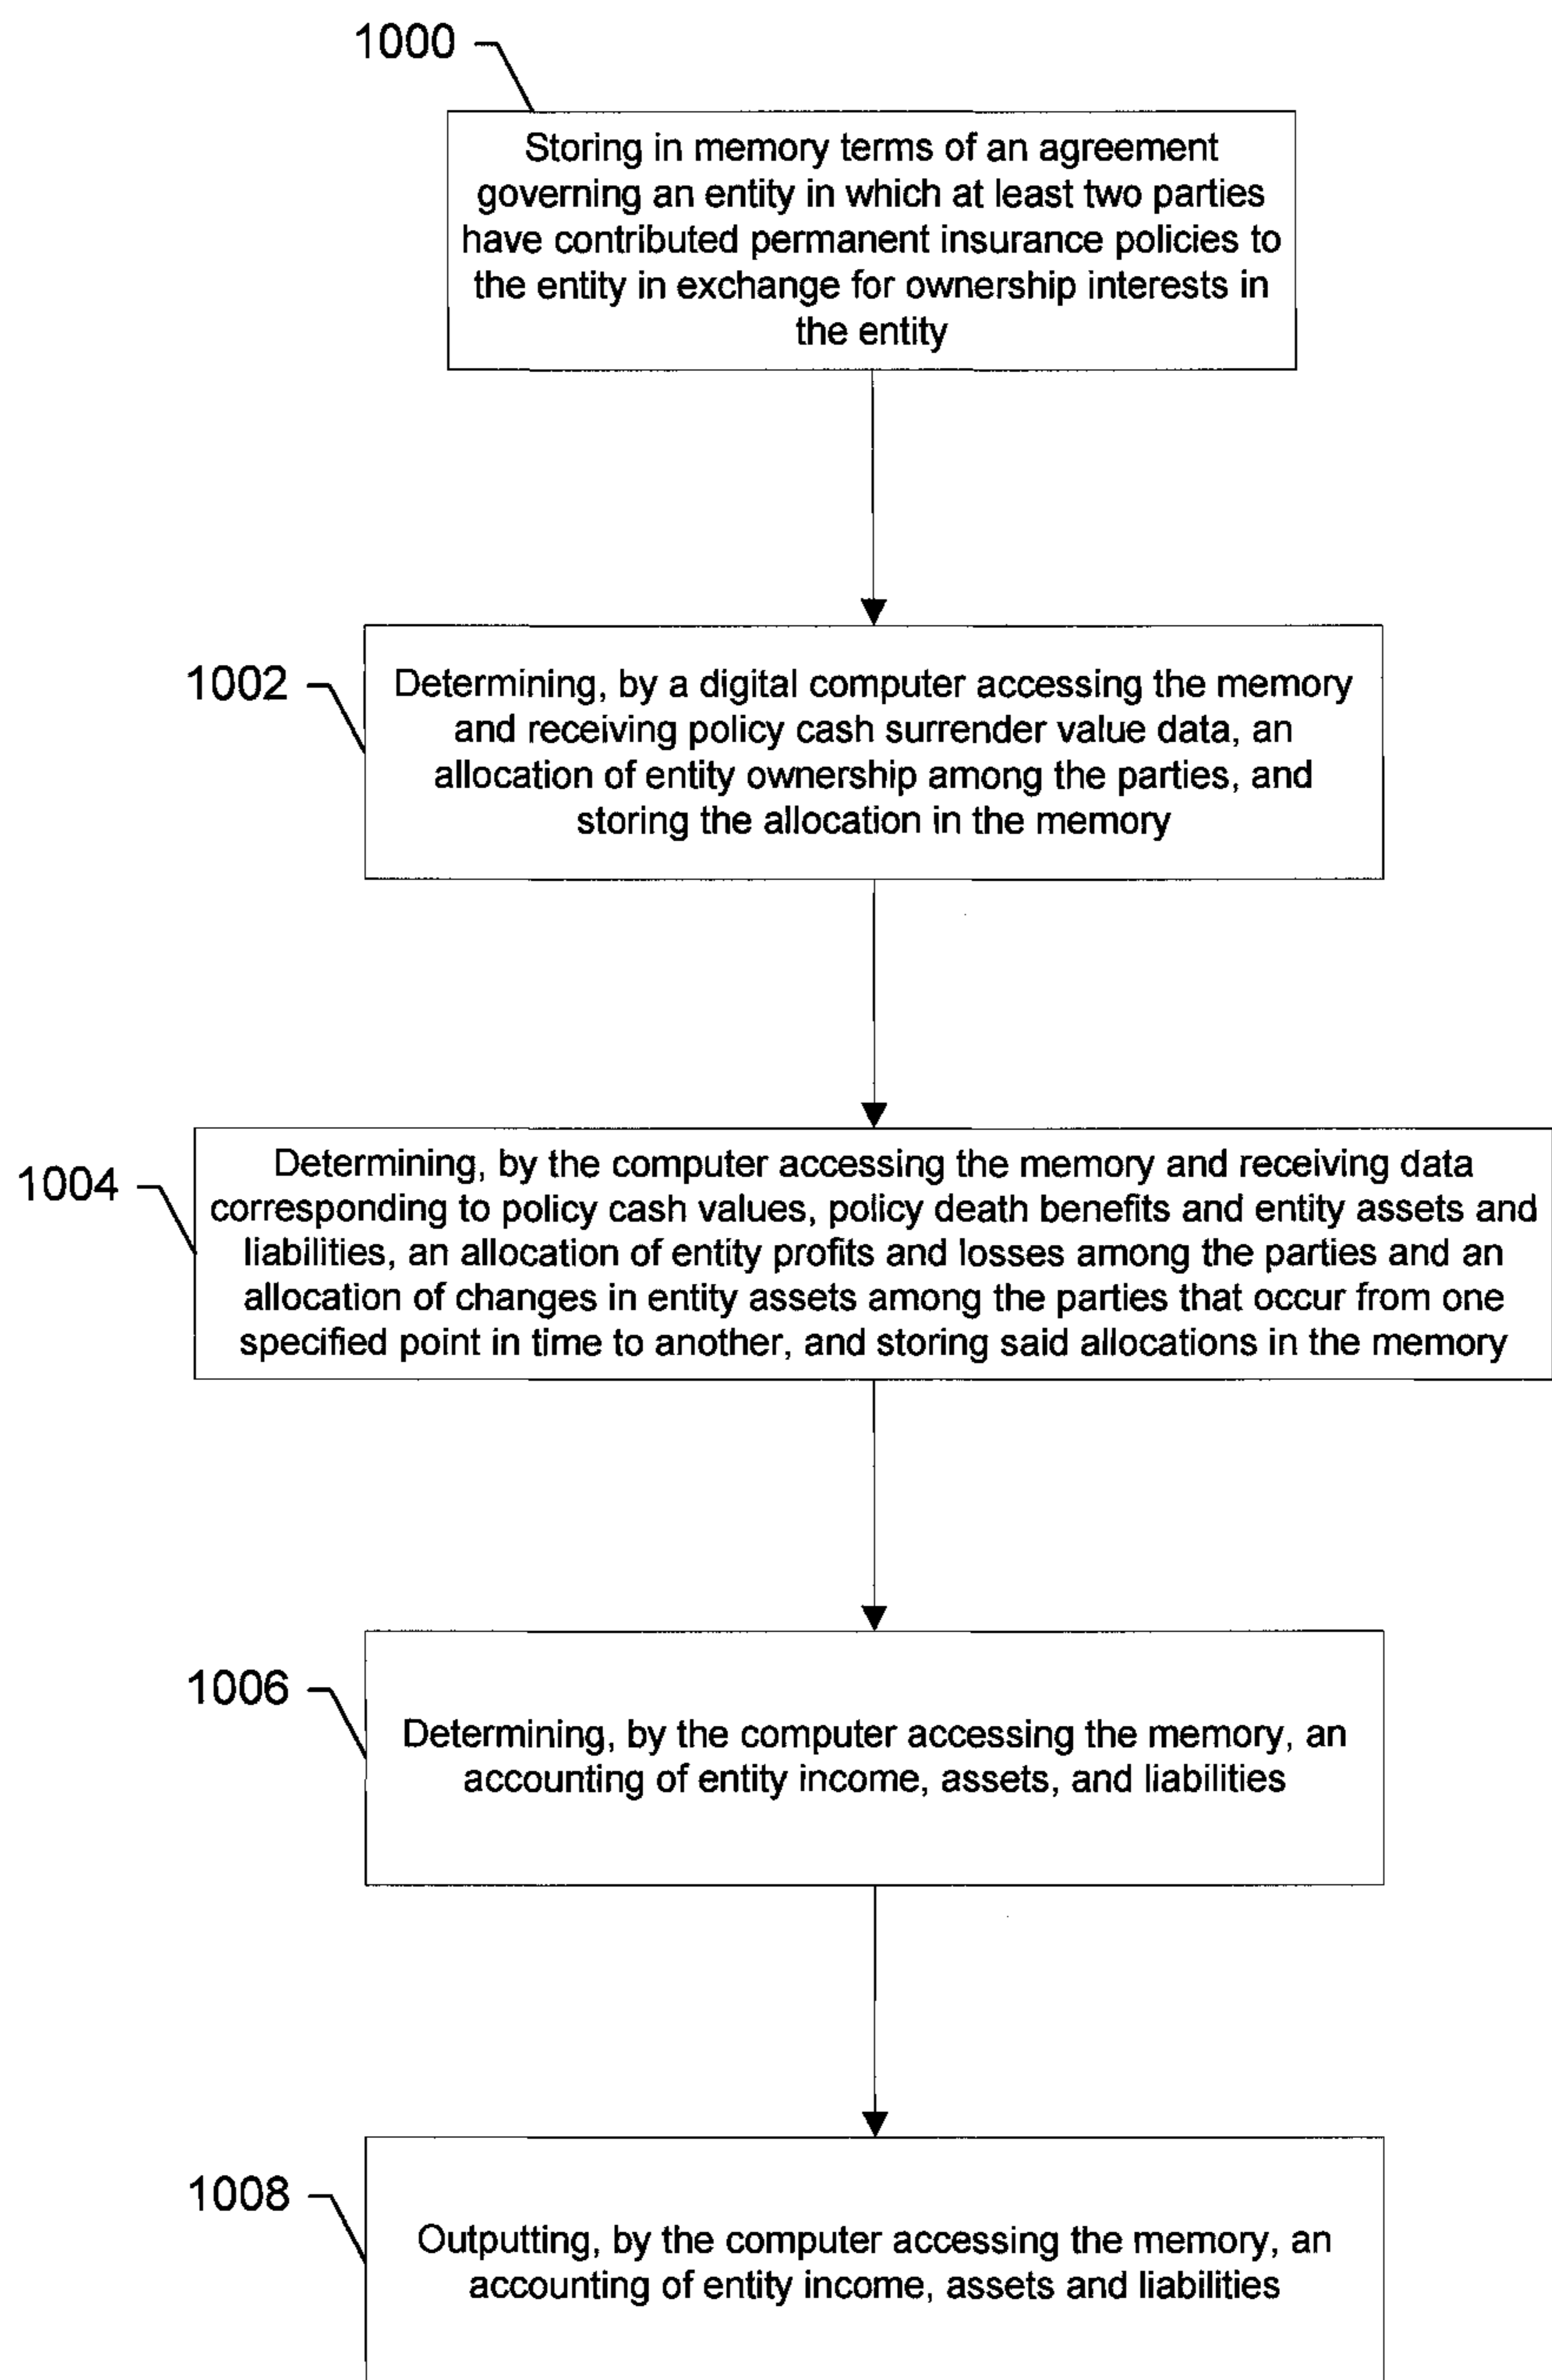 1000
Storing in memory terms of an agreement
governing an entity in which at least two parties
have contributed permanent insurance policies to
the entity in exchange for ownership interests in
the entity
1002
Determining, by a digital computer accessing the memory
and receiving policy cash surrender value data, an
allocation of entity ownership among the parties, and
storing the allocation in the memory
1004
Determining, by the computer accessing the memory and receiving data
corresponding to policy cash values, policy death benefits and entity assets and
liabilities, an allocation of entity profits and losses among the parties and an
allocation of changes in entity assets among the parties that occur from one
specified point in time to another, and storing said allocations in the memory
1006
Determining, by the computer accessing the memory, an
accounting of entity income, assets, and liabilities
1008
Outputting, by the computer accessing the memory, an
accounting of entity income, assets and liabilities